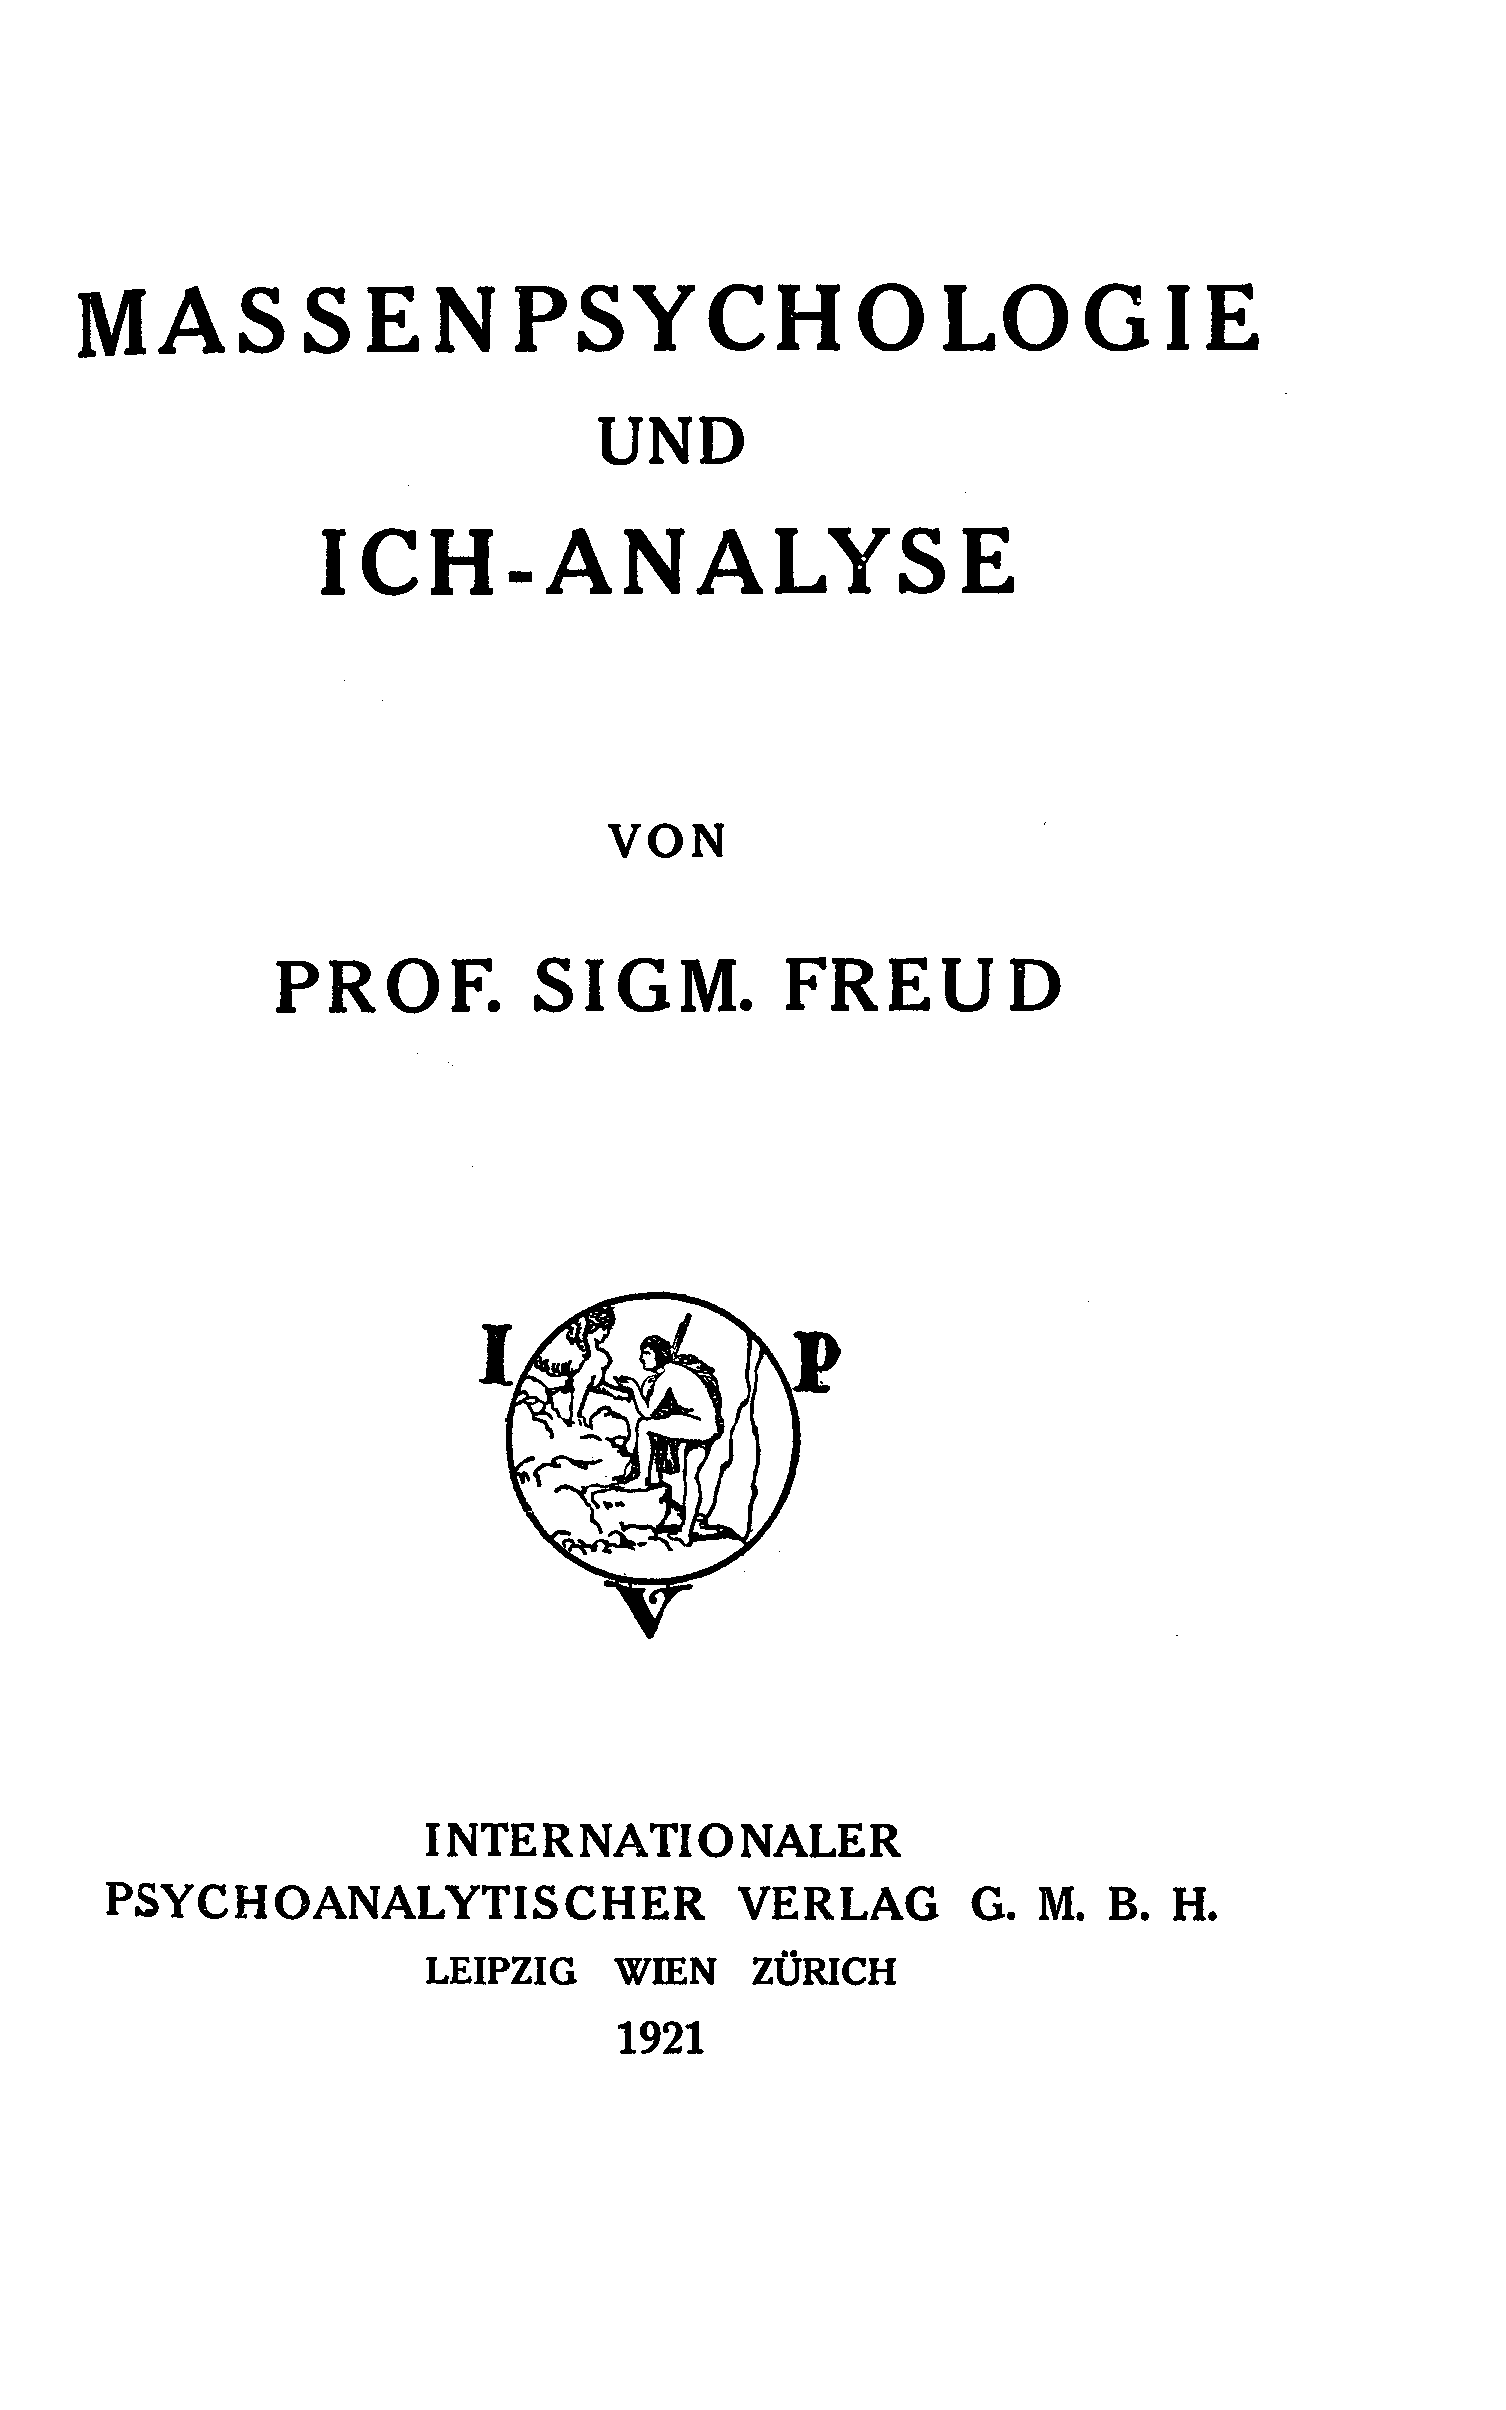 MASSENPSYCHOLOGIE
UND
ICH-ANALYSE
VON
PROF. SIGM. FREUD
I P
V
INTERNATIONALER
PSYCHOANALYTISCHER VERLAG G. M. B. H.
LEIPZIG WIEN ZÜRICH
1921